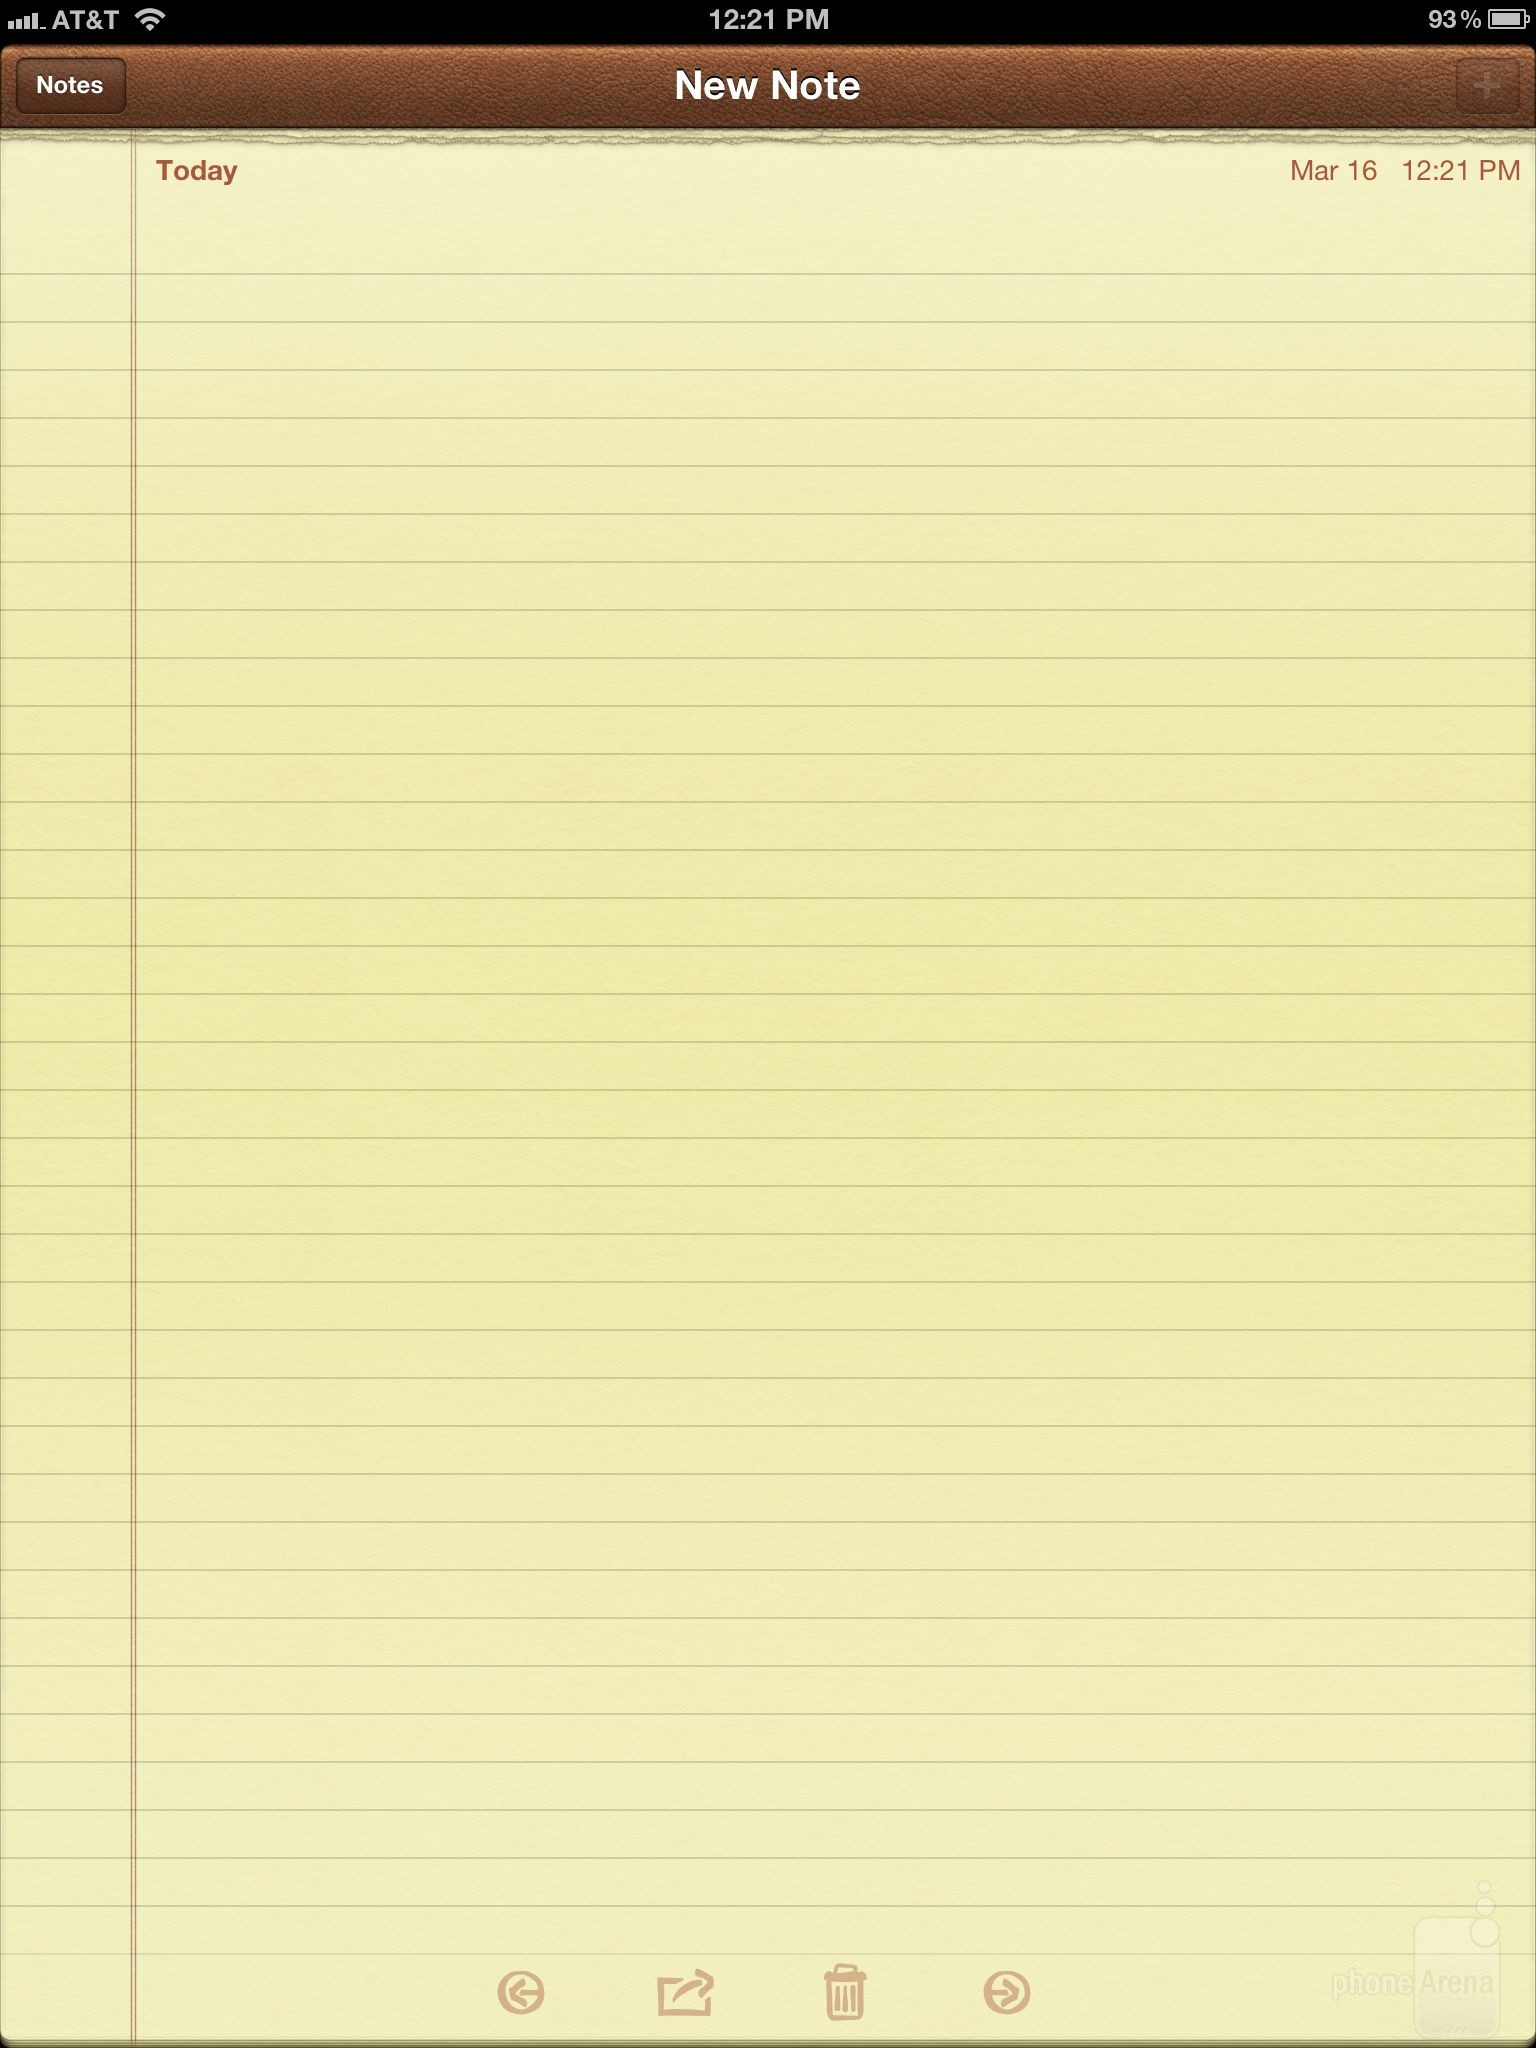 AT&T 12:21 PM 93%
Notes New Note +
Today Mar 16 12:21 PM
phoneArena